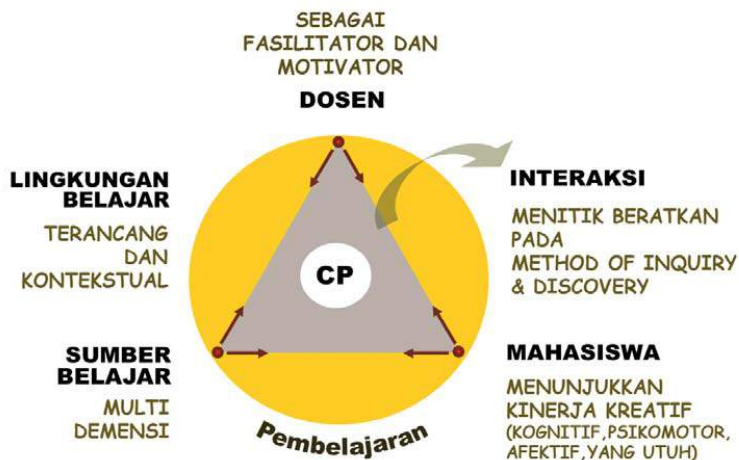 SEBAGAI
FASILITATOR DAN
MOTIVATOR
DOSEN
LINGKUNGAN
BELAJAR
TERANCANG
DAN
KONTEKSTUAL
INTERAKSI
MENITIK BERATKAN
PADA
METHOD OF INQUIRY
& DISCOVERY
CP
SUMBER
BELAJAR
MULTI
DEMENSI
MAHASISWA
MENUNJUKKAN
KINERJA KREATIF
(KOGNITIF,PSIKOMOTOR,
AFEKTIF,YANG UTUH)
Pembelajaran